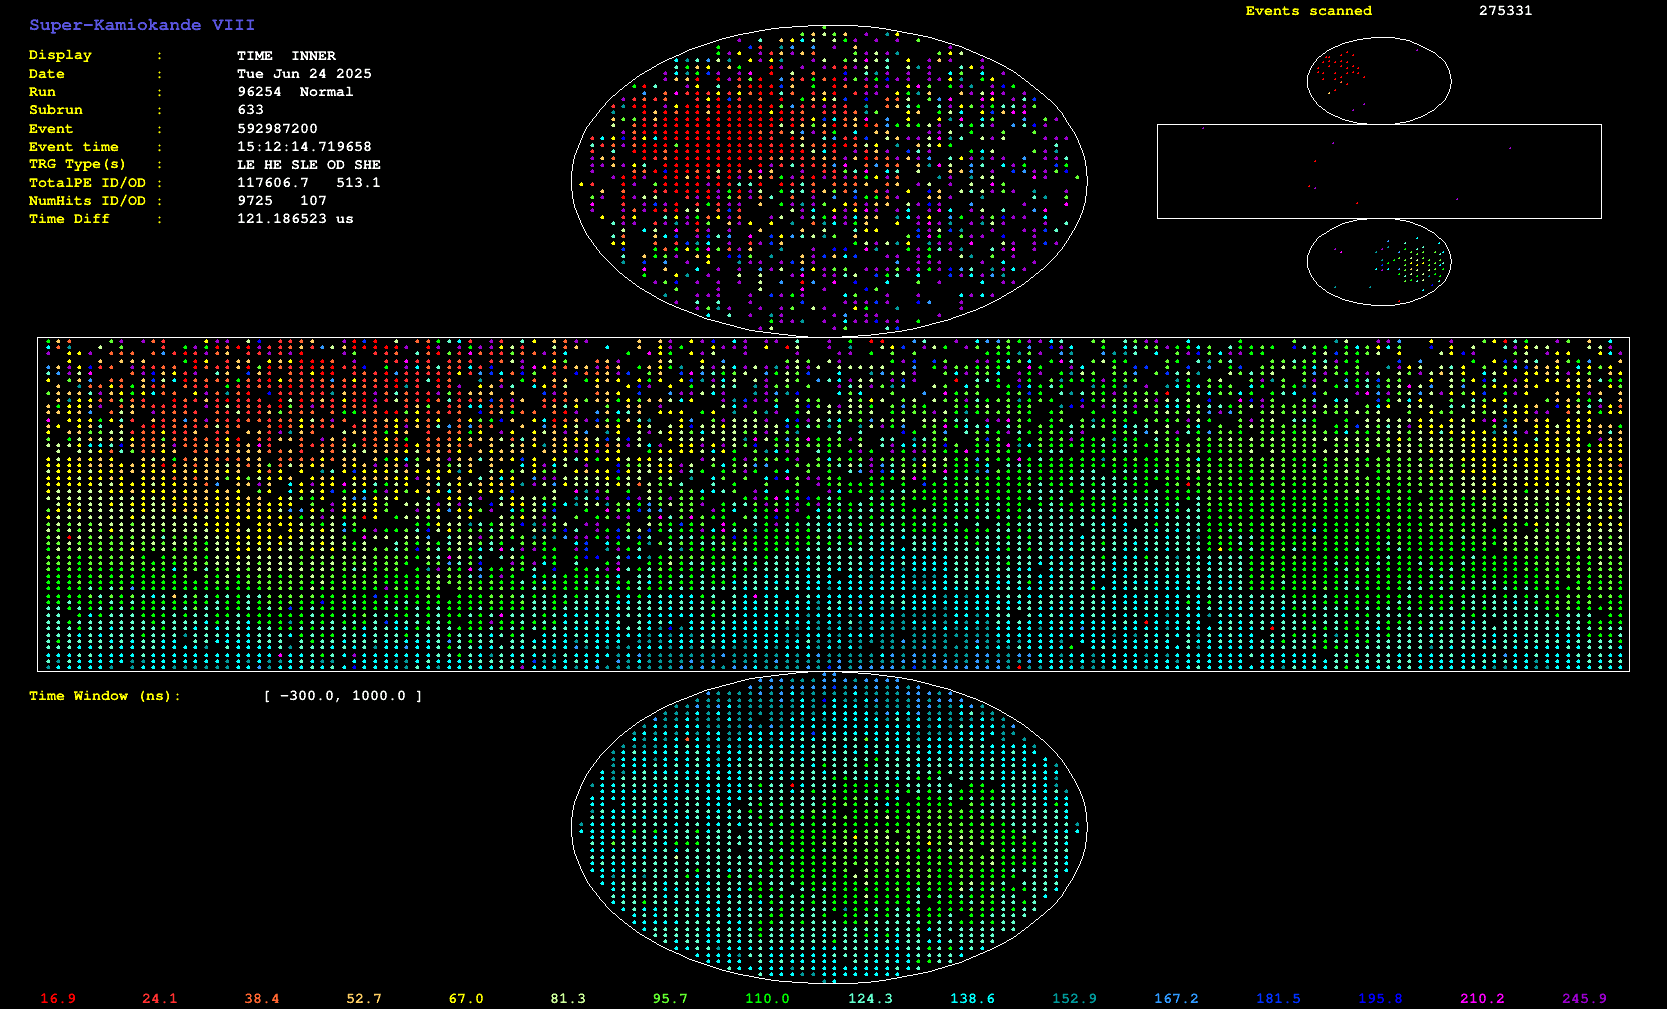 Super-Kamiokande VIII
Events scanned 275331
Display : TIME INNER
Date : Tue Jun 24 2025
Run : 96254 Normal
Subrun : 633
Event : 592987200
Event time : 15:12:14.719658
TRG Type(s) : LE HE SLE OD SHE
TotalPE ID/OD : 117606.7 513.1
NumHits ID/OD : 9725 107
Time Diff : 121.186523 us
Time Window (ns): [ -300.0, 1000.0 ]
16.9 24.1 38.4 52.7 67.0 81.3 95.7 110.0 124.3 138.6 152.9 167.2 181.5 195.8 210.2 245.9